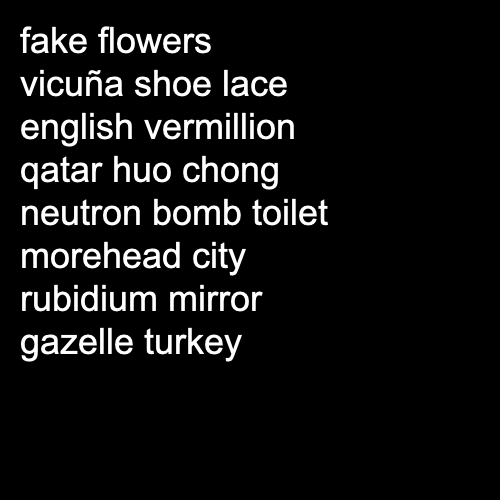 fake flowers
vicuña shoe lace
english vermillion
qatar huo chong
neutron bomb toilet
morehead city
rubidium mirror
gazelle turkey